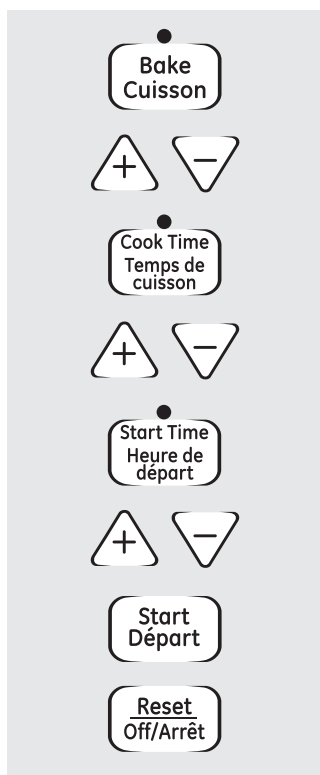 Bake
Cuisson
+ −
Cook Time
Temps de
cuisson
+ −
Start Time
Heure de
départ
+ −
Start
Départ
Reset
Off/Arrêt